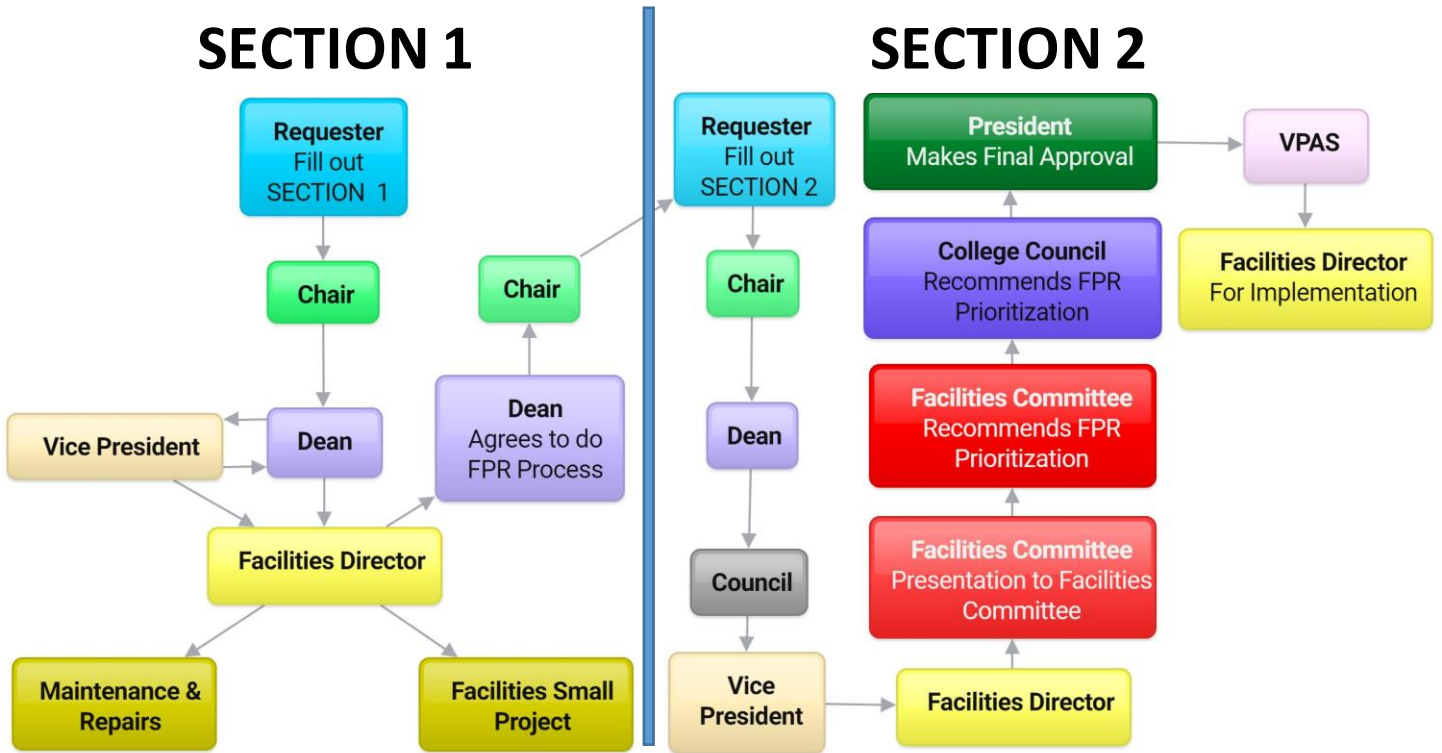 SECTION 1
Requester
Fill out
SECTION 1
Chair
Vice President
Dean
Facilities Director
Maintenance &
Repairs
Facilities Small
Project
Dean
Agrees to do
FPR Process
Chair
SECTION 2
Requester
Fill out
SECTION 2
Chair
Dean
Council
Vice
President
Facilities Director
Facilities Committee
Presentation to Facilities
Committee
Facilities Committee
Recommends FPR
Prioritization
College Council
Recommends FPR
Prioritization
President
Makes Final Approval
VPAS
Facilities Director
For Implementation